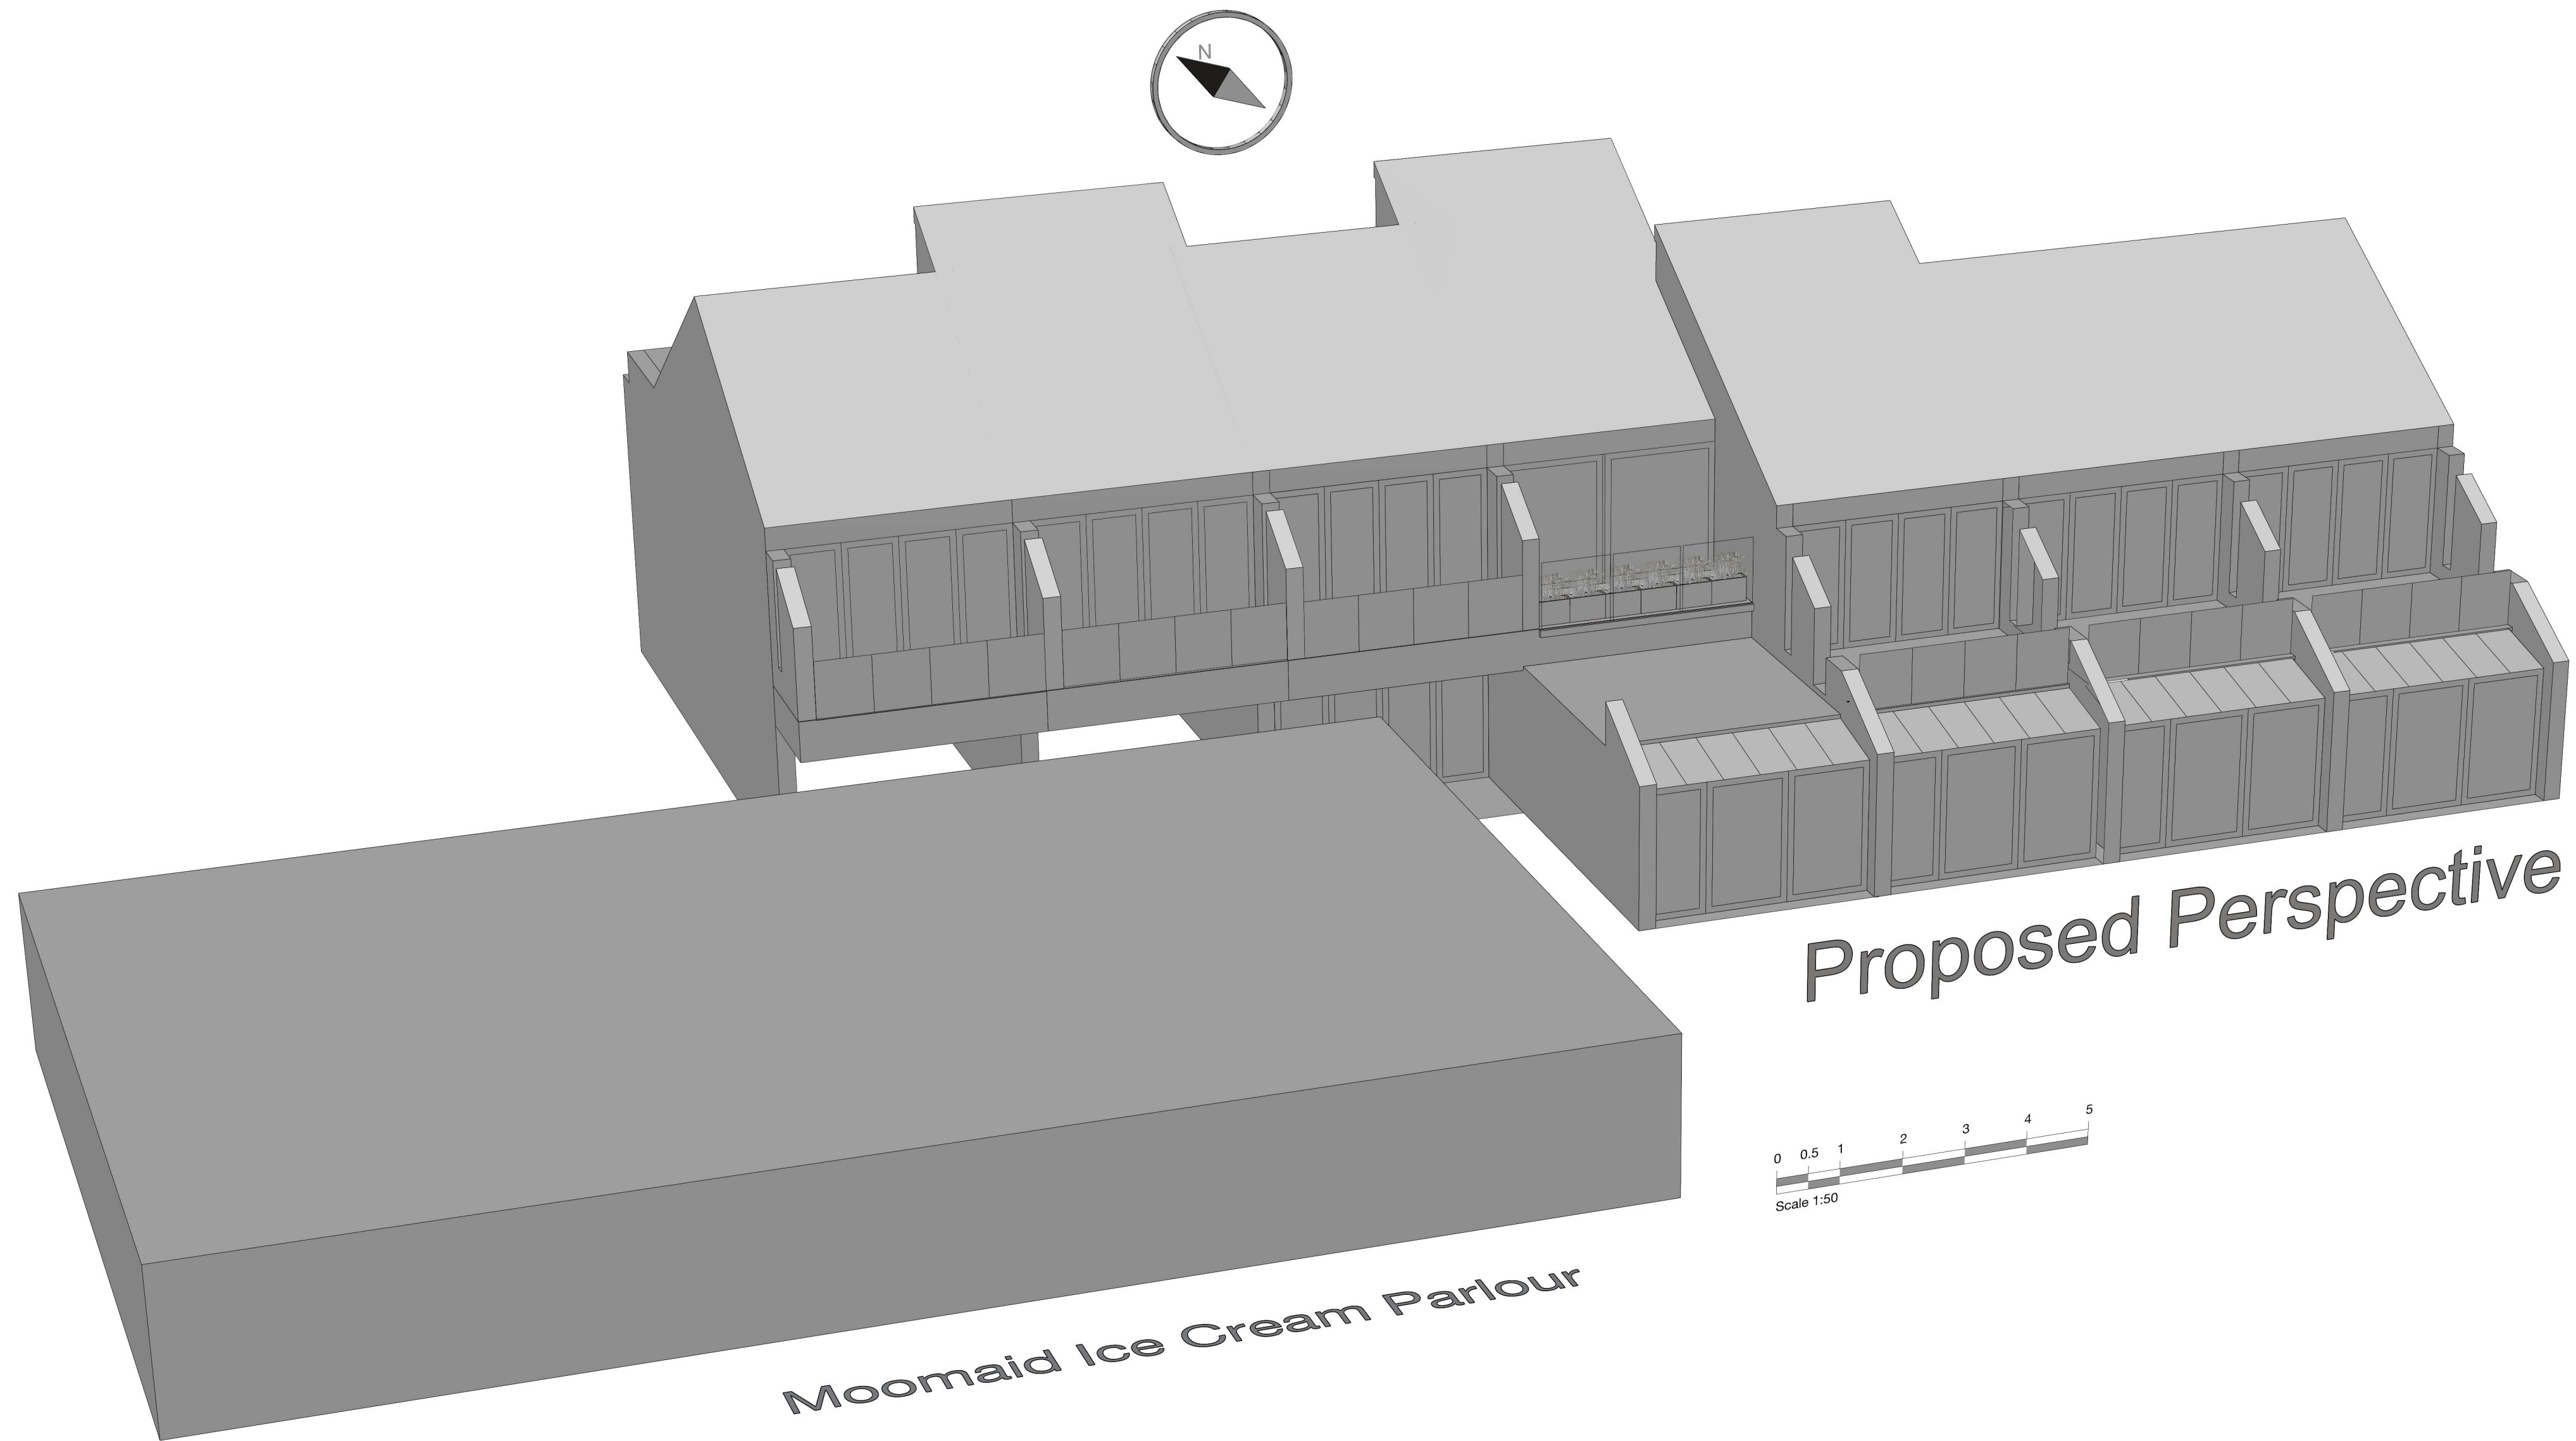 N
Proposed Perspective
0 0.5 1 2 3 4 5
Scale 1:50
Moomaid Ice Cream Parlour